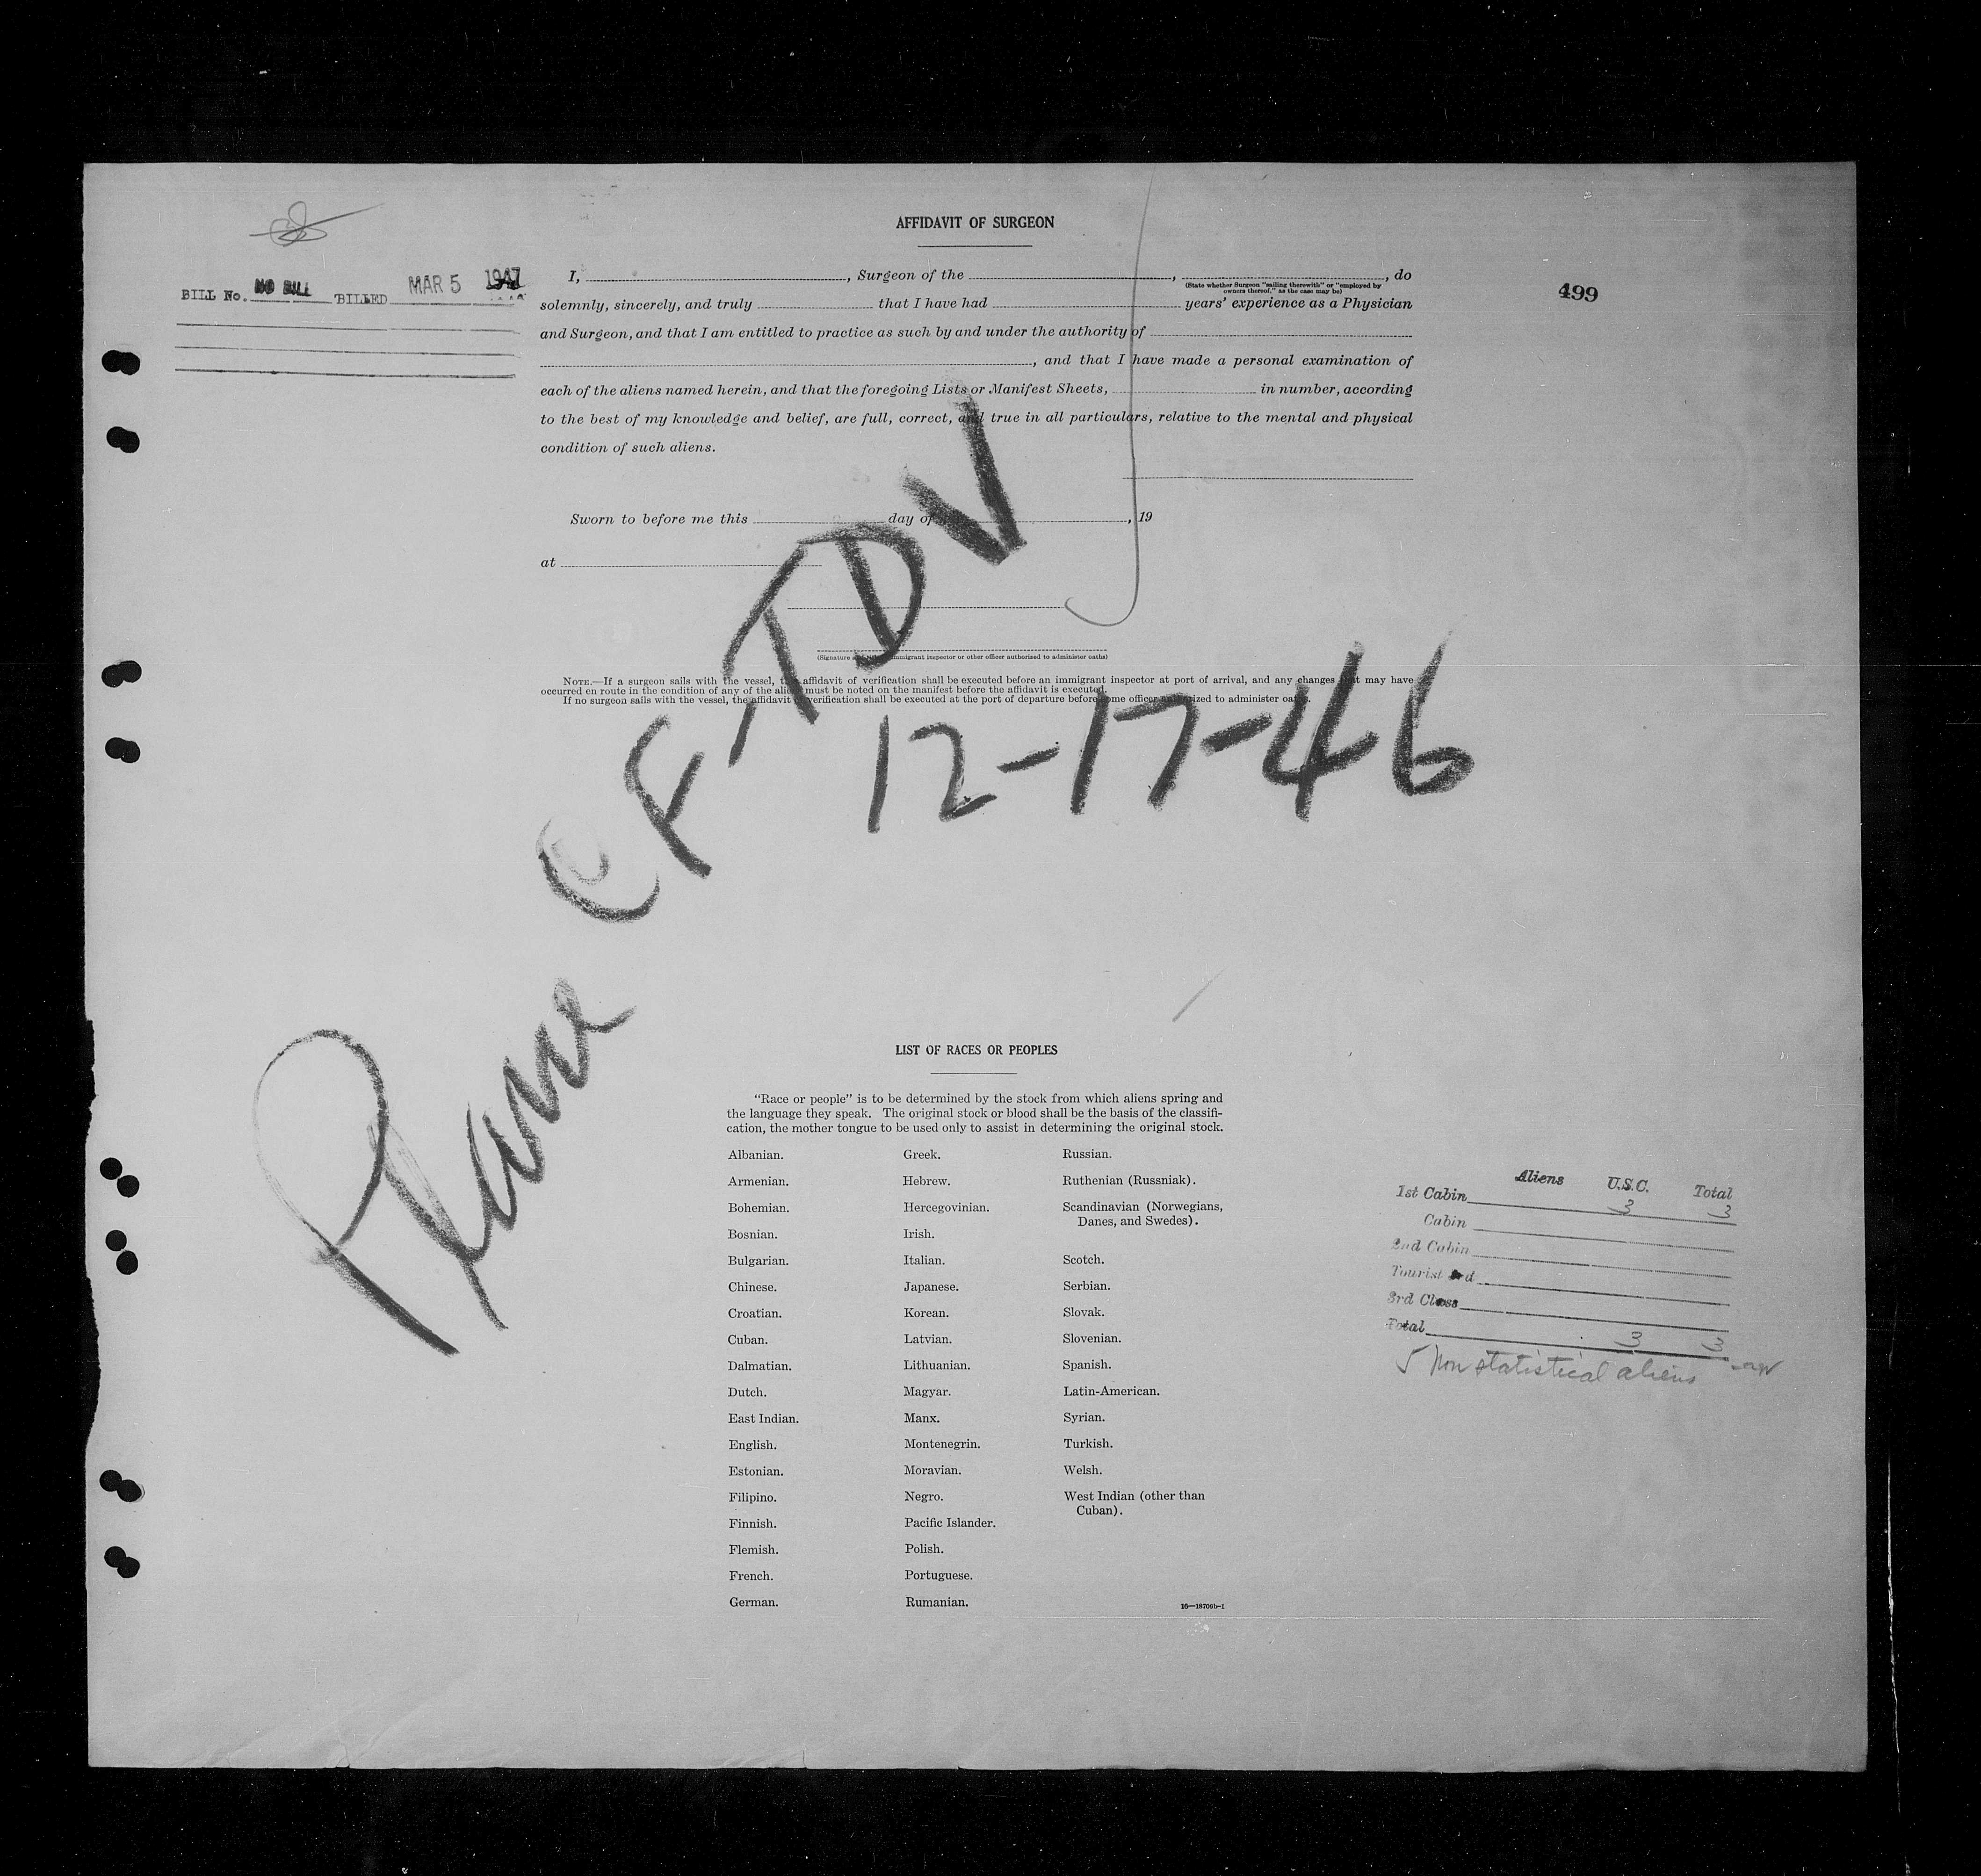 AFFIDAVIT OF SURGEON
BILL No. NO BILL BILLED MAR 5 1947
499
I, , Surgeon of the , , do
(State whether Surgeon "sailing therewith" or "employed by
owners thereof," as the case may be)
solemnly, sincerely, and truly that I have had years' experience as a Physician
and Surgeon, and that I am entitled to practice as such by and under the authority of
, and that I have made a personal examination of
each of the aliens named herein, and that the foregoing Lists or Manifest Sheets, in number, according
to the best of my knowledge and belief, are full, correct, and true in all particulars, relative to the mental and physical
condition of such aliens.
Sworn to before me this day of , 19
at
(Signature immigrant inspector or other officer authorized to administer oaths)
NOTE.—If a surgeon sails with the vessel, the affidavit of verification shall be executed before an immigrant inspector at port of arrival, and any changes that may have
occurred en route in the condition of any of the aliens must be noted on the manifest before the affidavit is executed.
If no surgeon sails with the vessel, the affidavit of verification shall be executed at the port of departure before some officer authorized to administer oaths.
Plane CF-TDV
12-17-46
LIST OF RACES OR PEOPLES
"Race or people" is to be determined by the stock from which aliens spring and
the language they speak. The original stock or blood shall be the basis of the classifi-
cation, the mother tongue to be used only to assist in determining the original stock.
Albanian.
Armenian.
Bohemian.
Bosnian.
Bulgarian.
Chinese.
Croatian.
Cuban.
Dalmatian.
Dutch.
East Indian.
English.
Estonian.
Filipino.
Finnish.
Flemish.
French.
German.
Greek.
Hebrew.
Hercegovinian.
Irish.
Italian.
Japanese.
Korean.
Latvian.
Lithuanian.
Magyar.
Manx.
Montenegrin.
Moravian.
Negro.
Pacific Islander.
Polish.
Portuguese.
Rumanian.
Russian.
Ruthenian (Russniak).
Scandinavian (Norwegians,
Danes, and Swedes).
Scotch.
Serbian.
Slovak.
Slovenian.
Spanish.
Latin-American.
Syrian.
Turkish.
Welsh.
West Indian (other than
Cuban).
16—18709b-1
Aliens U.S.C. Total
1st Cabin 3 3
Cabin
2nd Cabin
Tourist 3rd
3rd Class
Total 3 3
5 Non statistical aliens